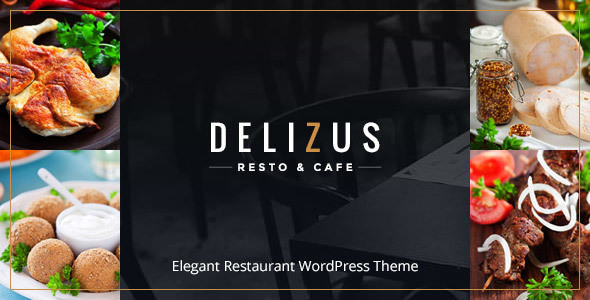 DELIZUS
RESTO & CAFE
Elegant Restaurant WordPress Theme